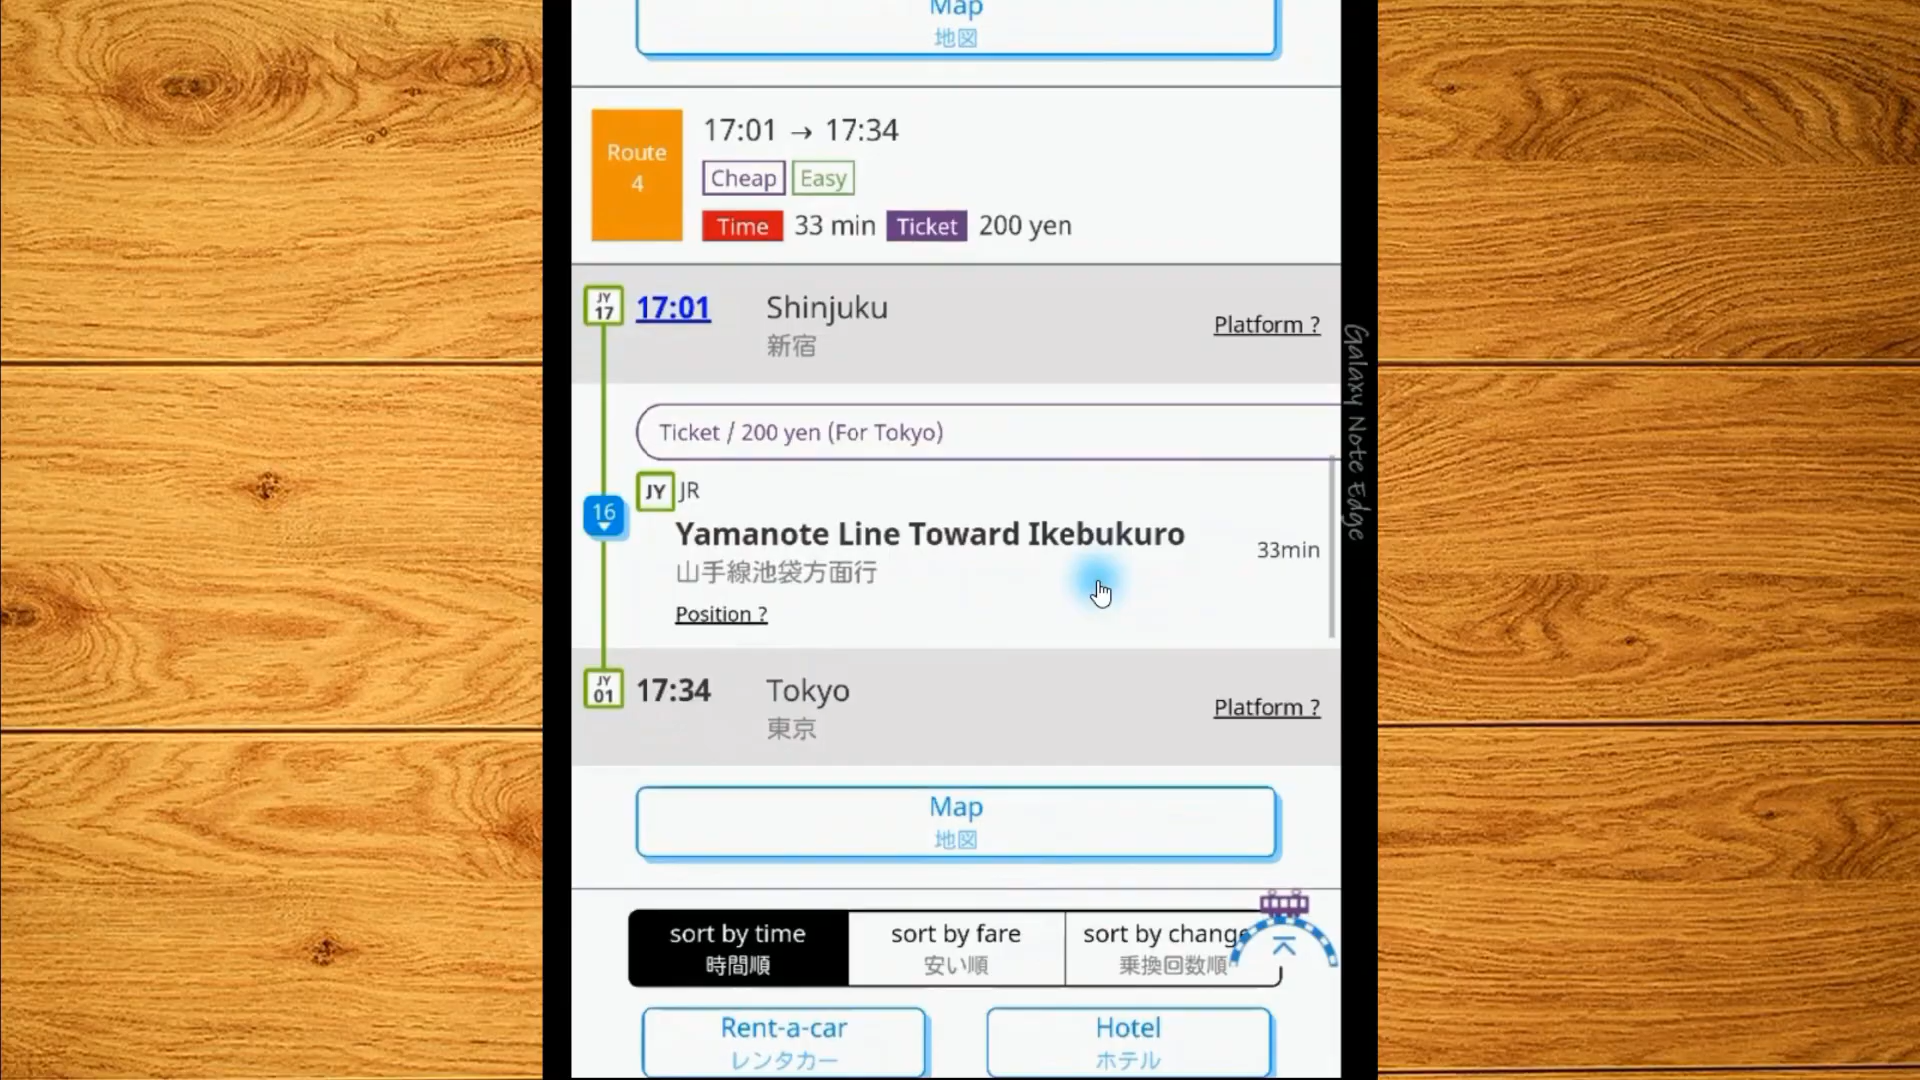 Map
地図
Route
4
17:01 → 17:34
Cheap Easy
Time 33 min Ticket 200 yen
JY
17
17:01 Shinjuku
新宿
Platform ?
Ticket / 200 yen (For Tokyo)
JY JR
16
Yamanote Line Toward Ikebukuro
山手線池袋方面行
33min
Position ?
JY
01
17:34 Tokyo
東京
Platform ?
Map
地図
sort by time
時間順
sort by fare
安い順
sort by change
乗換回数順
Rent-a-car
レンタカー
Hotel
ホテル
Galaxy Note Edge